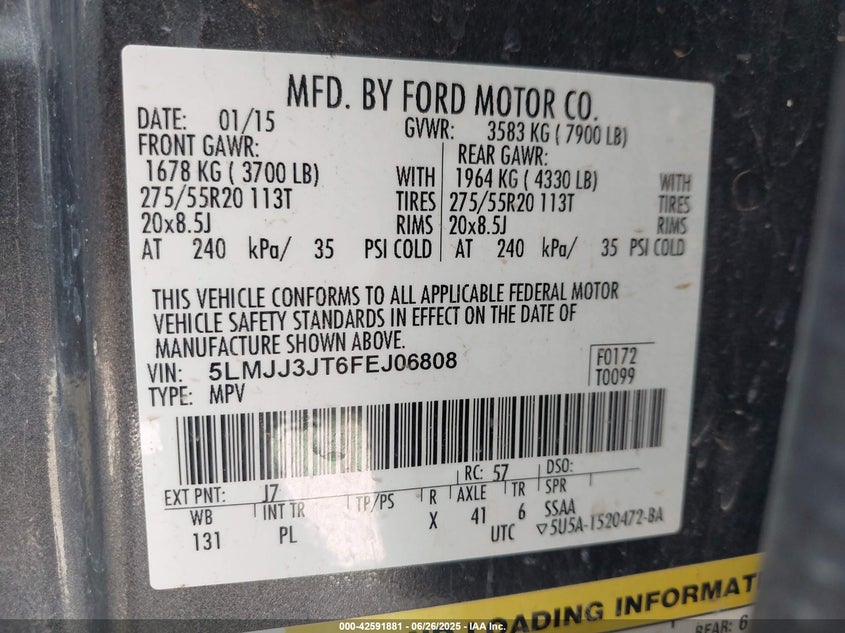 MFD. BY FORD MOTOR CO.
DATE: 01/15 GVWR: 3583 KG ( 7900 LB)
FRONT GAWR: REAR GAWR:
1678 KG ( 3700 LB) WITH 1964 KG ( 4330 LB) WITH
275/55R20 113T TIRES 275/55R20 113T TIRES
20x8.5J RIMS 20x8.5J RIMS
AT 240 kPa/ 35 PSI COLD AT 240 kPa/ 35 PSI COLD
THIS VEHICLE CONFORMS TO ALL APPLICABLE FEDERAL MOTOR
VEHICLE SAFETY STANDARDS IN EFFECT ON THE DATE OF
MANUFACTURE SHOWN ABOVE.
VIN: 5LMJJ3JT6FEJ06808 F0172
TYPE: MPV T0099
EXT PNT: J7 RC: 57 DSO:
WB INT TR TP/PS R AXLE TR SPR
131 PL X 41 6 SSAA
UTC ▽5U5A-1520472-BA
TRADING INFORMAT
REAR: 6
000-42591881 - 06/26/2025 - IAA Inc.